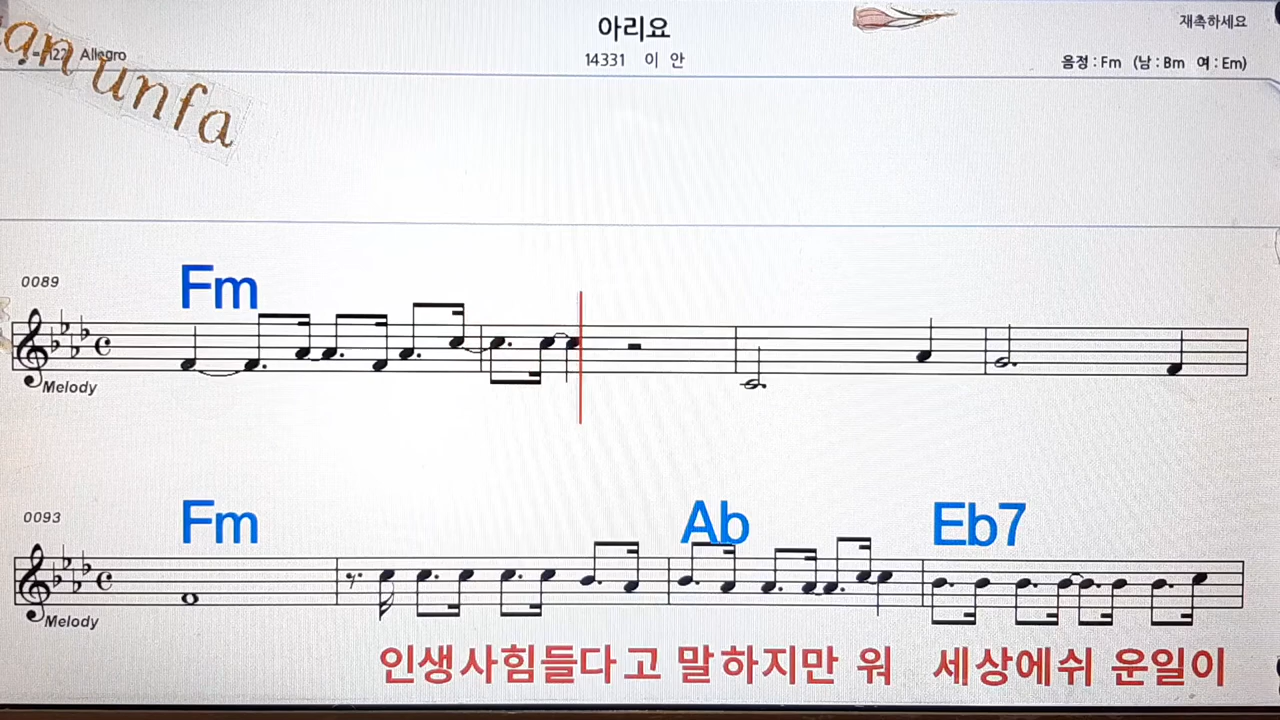 아리요
재촉하세요
Allegro
14331 이 안
음정 : Fm (남 : Bm 여 : Em)
unfa
0089
Fm
Melody
0093
Fm Ab Eb7
Melody
인생사힘들다고 말하지만 워 세상에쉬 운일이